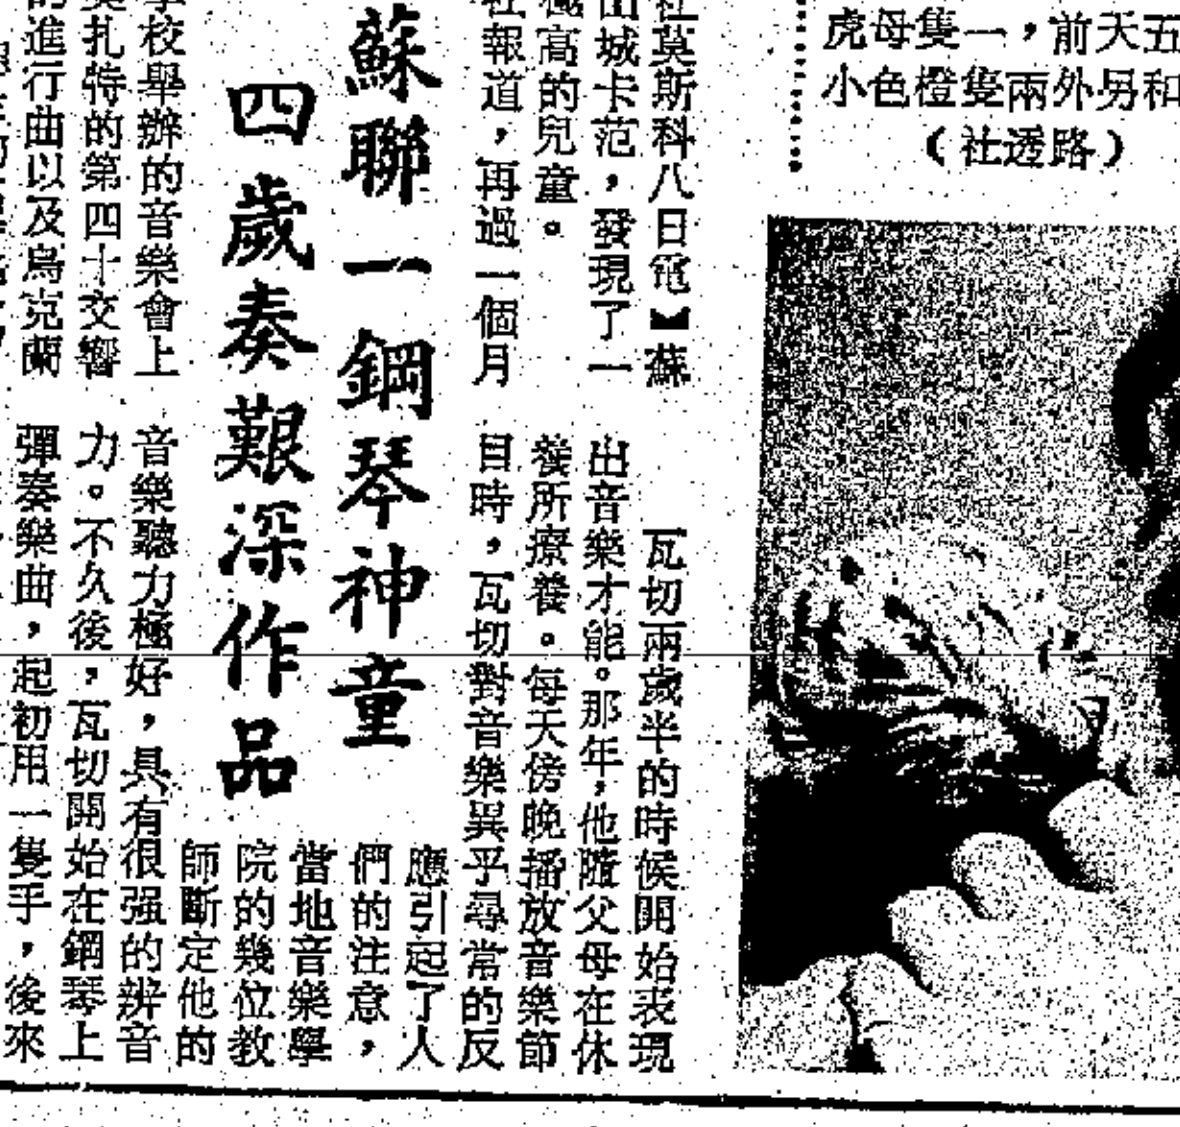 五天前，一隻母虎
和另外兩隻橙色小
（路透社）
蘇聯一鋼琴神童
四歲奏艱深作品
社莫斯科八日電】蘇
城卡范，發現了一
極高的兒童。
社報道，再過一個月
學校舉辦的音樂會上
莫扎特的第四十交響
的進行曲以及烏克蘭
瓦切兩歲半的時候開始表現
出音樂才能。那年，他隨父母在休
養所療養。每天傍晚播放音樂節
目時，瓦切對音樂異乎尋常的反
應引起了人
們的注意，
當地音樂學
院的幾位教
師斷定他的
音樂聽力極好，具有很强的辨音
力。不久後，瓦切開始在鋼琴上
彈奏樂曲，起初用一隻手，後來